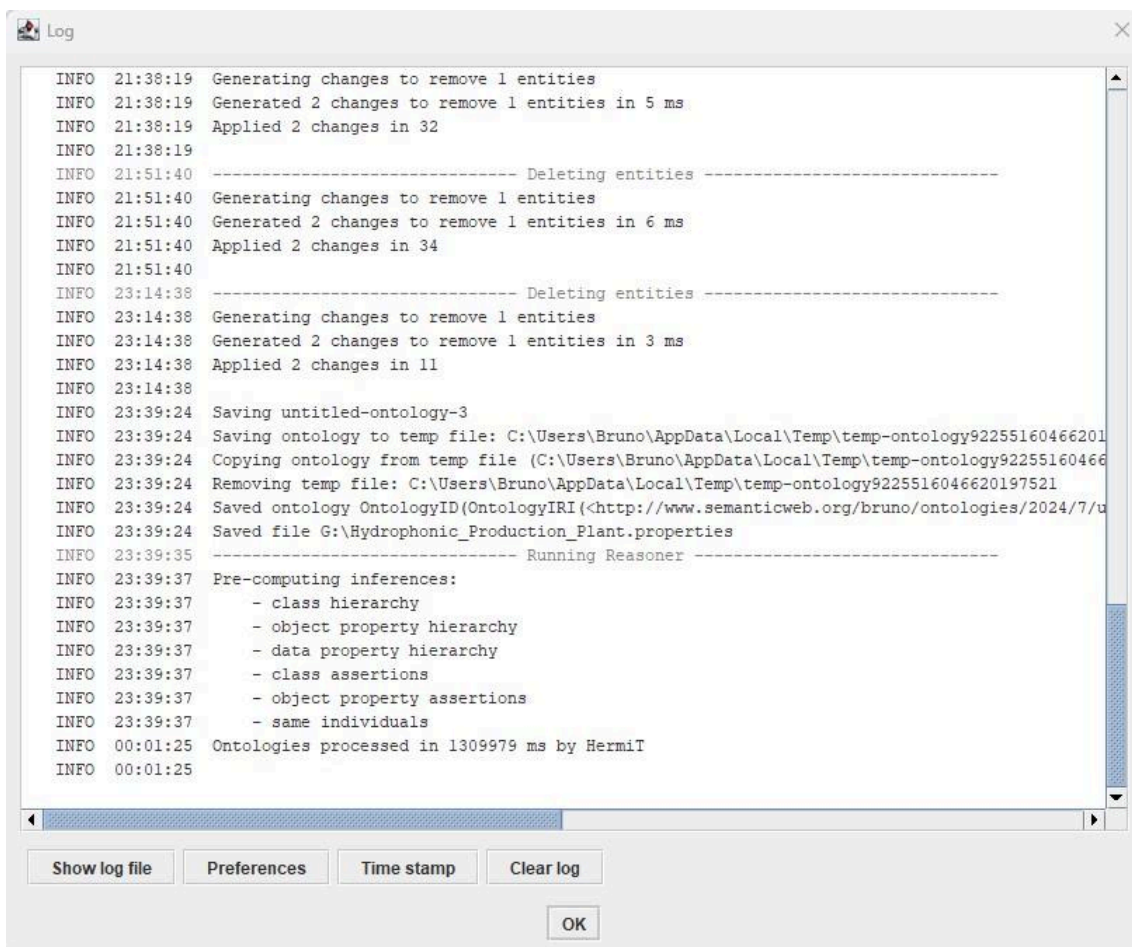 Log
INFO 21:38:19 Generating changes to remove 1 entities
INFO 21:38:19 Generated 2 changes to remove 1 entities in 5 ms
INFO 21:38:19 Applied 2 changes in 32
INFO 21:38:19
INFO 21:51:40 ------------------------------- Deleting entities ------------------------------
INFO 21:51:40 Generating changes to remove 1 entities
INFO 21:51:40 Generated 2 changes to remove 1 entities in 6 ms
INFO 21:51:40 Applied 2 changes in 34
INFO 21:51:40
INFO 23:14:38 ------------------------------- Deleting entities ------------------------------
INFO 23:14:38 Generating changes to remove 1 entities
INFO 23:14:38 Generated 2 changes to remove 1 entities in 3 ms
INFO 23:14:38 Applied 2 changes in 11
INFO 23:14:38
INFO 23:39:24 Saving untitled-ontology-3
INFO 23:39:24 Saving ontology to temp file: C:\Users\Bruno\AppData\Local\Temp\temp-ontology92255160466201
INFO 23:39:24 Copying ontology from temp file (C:\Users\Bruno\AppData\Local\Temp\temp-ontology92255160466
INFO 23:39:24 Removing temp file: C:\Users\Bruno\AppData\Local\Temp\temp-ontology9225516046620197521
INFO 23:39:24 Saved ontology OntologyID(OntologyIRI(<http://www.semanticweb.org/bruno/ontologies/2024/7/u
INFO 23:39:24 Saved file G:\Hydrophonic_Production_Plant.properties
INFO 23:39:35 ------------------------------- Running Reasoner -------------------------------
INFO 23:39:37 Pre-computing inferences:
INFO 23:39:37 - class hierarchy
INFO 23:39:37 - object property hierarchy
INFO 23:39:37 - data property hierarchy
INFO 23:39:37 - class assertions
INFO 23:39:37 - object property assertions
INFO 23:39:37 - same individuals
INFO 00:01:25 Ontologies processed in 1309979 ms by HermiT
INFO 00:01:25
Show log file Preferences Time stamp Clear log
OK